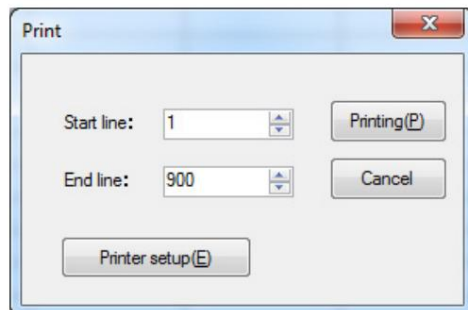 Print
Start line: 1
Printing(P)
End line: 900
Cancel
Printer setup(E)